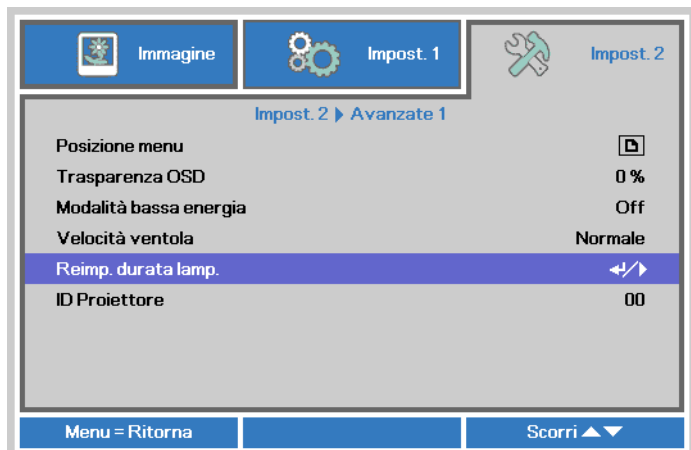 Immagine
Impost. 1
Impost. 2
Impost. 2 Avanzate 1
Posizione menu
Trasparenza OSD 0 %
Modalità bassa energia Off
Velocità ventola Normale
Reimp. durata lamp.
ID Proiettore 00
Menu = Ritorna Scorri